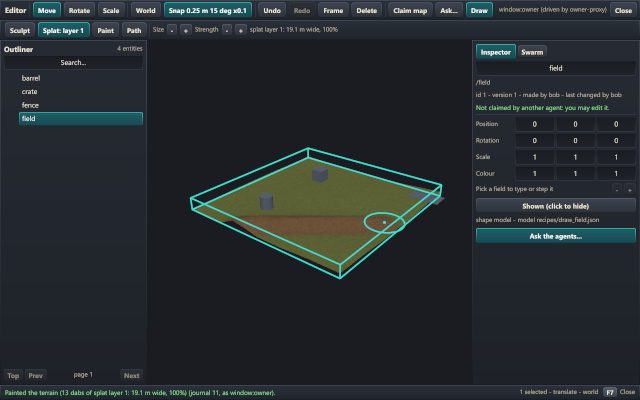 Editor Move Rotate Scale World Snap 0.25 m 15 deg x0.1 Undo Redo Frame Delete Claim map Ask... Draw window:owner (driven by owner-proxy) Close
Sculpt Splat: layer 1 Paint Path Size - + Strength - + splat layer 1: 19.1 m wide, 100%
Outliner 4 entities
Search...
barrel
crate
fence
field
Top Prev page 1 Next
Inspector Swarm
field
/field
id 1 - version 1 - made by bob - last changed by bob
Not claimed by another agent: you may edit it.
Position 0 0 0
Rotation 0 0 0
Scale 1 1 1
Colour 1 1 1
Pick a field to type or step it - +
Shown (click to hide)
shape model - model recipes/draw_field.json
Ask the agents...
Painted the terrain (13 dabs of splat layer 1: 19.1 m wide, 100%) (journal 11, as window:owner).
1 selected - translate - world F7 Close